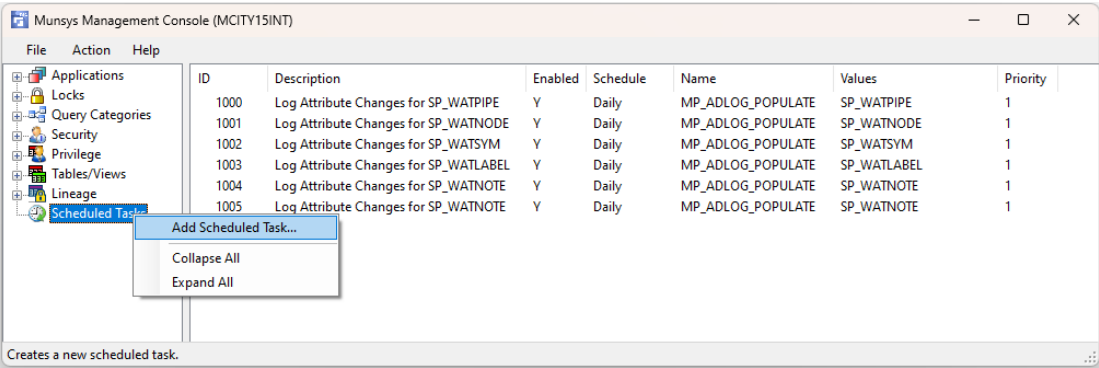 Munsys Management Console (MCITY15INT)
File Action Help
Applications
Locks
Query Categories
Security
Privilege
Tables/Views
Lineage
Scheduled Tasks
Add Scheduled Task...
Collapse All
Expand All
ID Description Enabled Schedule Name Values Priority
1000 Log Attribute Changes for SP_WATPIPE Y Daily MP_ADLOG_POPULATE SP_WATPIPE 1
1001 Log Attribute Changes for SP_WATNODE Y Daily MP_ADLOG_POPULATE SP_WATNODE 1
1002 Log Attribute Changes for SP_WATSYM Y Daily MP_ADLOG_POPULATE SP_WATSYM 1
1003 Log Attribute Changes for SP_WATLABEL Y Daily MP_ADLOG_POPULATE SP_WATLABEL 1
1004 Log Attribute Changes for SP_WATNOTE Y Daily MP_ADLOG_POPULATE SP_WATNOTE 1
1005 Log Attribute Changes for SP_WATNOTE Y Daily MP_ADLOG_POPULATE SP_WATNOTE 1
Creates a new scheduled task.